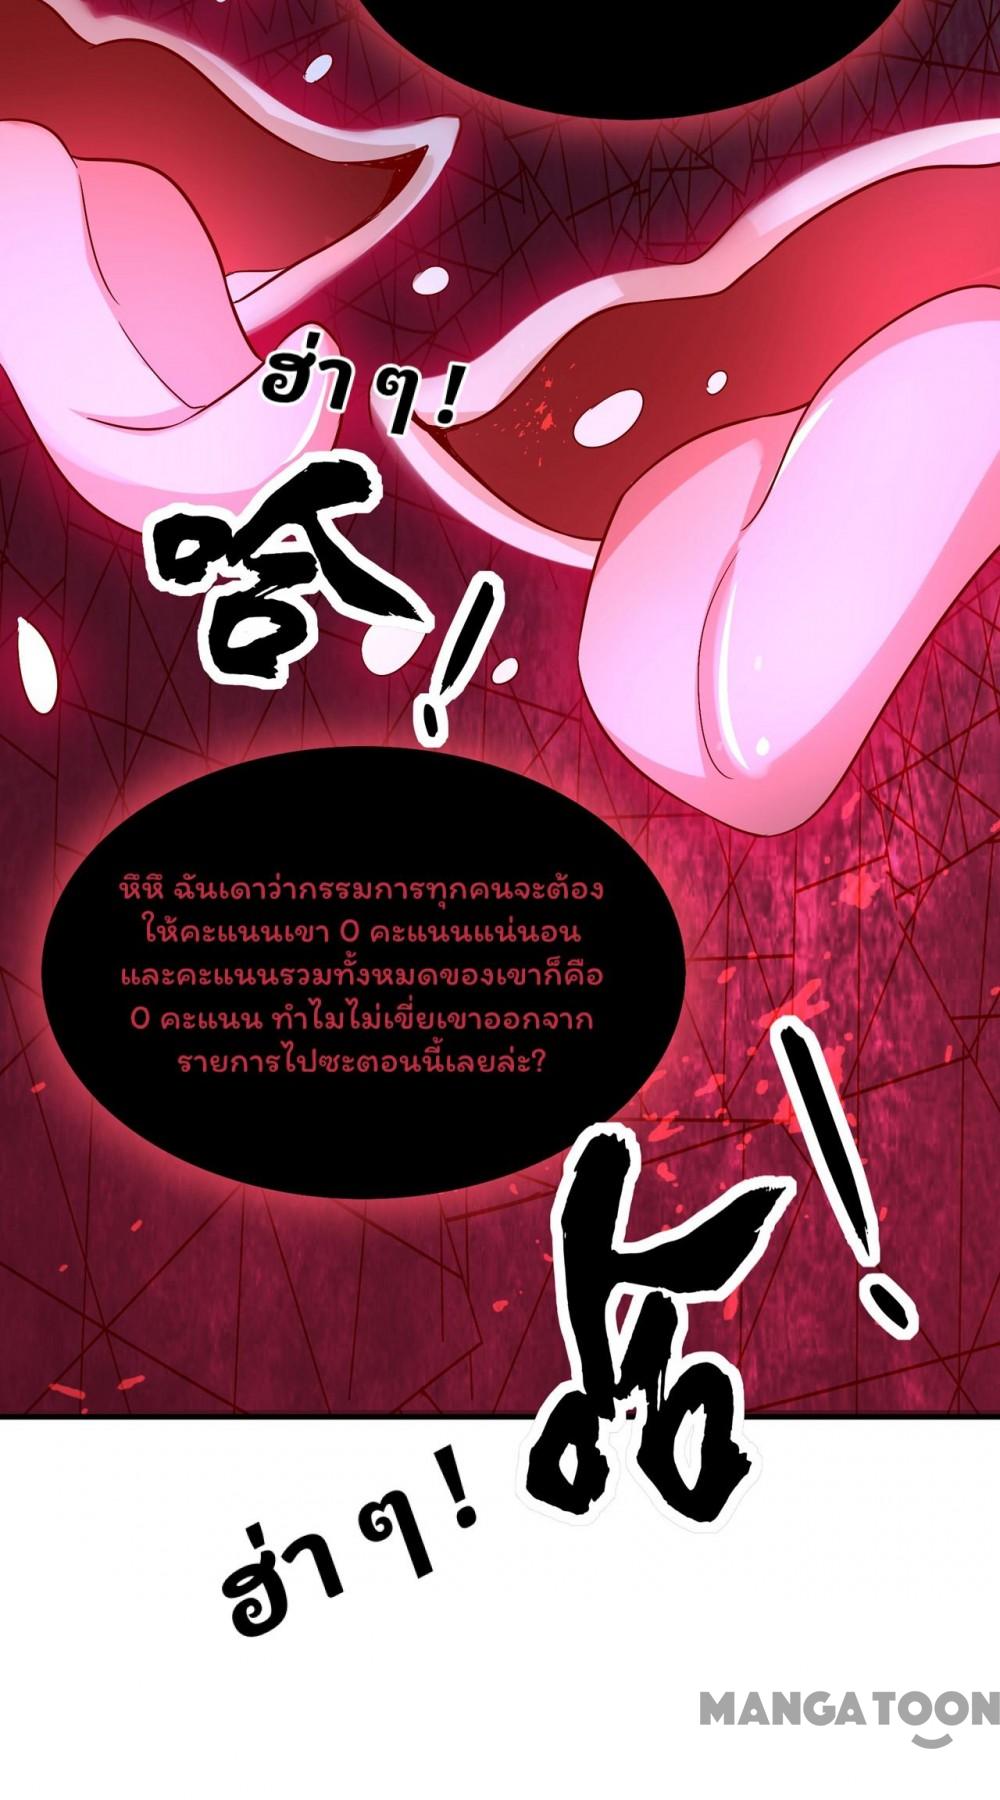 ฮ่า ๆ !
哈!
หึหึ ฉันเดาว่ากรรมการทุกคนจะต้อง
ให้คะแนนเขา 0 คะแนนแน่นอน
และคะแนนรวมทั้งหมดของเขาก็คือ
0 คะแนน ทำไมไม่เขี่ยเขาออกจาก
รายการไปซะตอนนี้เลยล่ะ?
哈!
ฮ่า ๆ !
MANGATOON